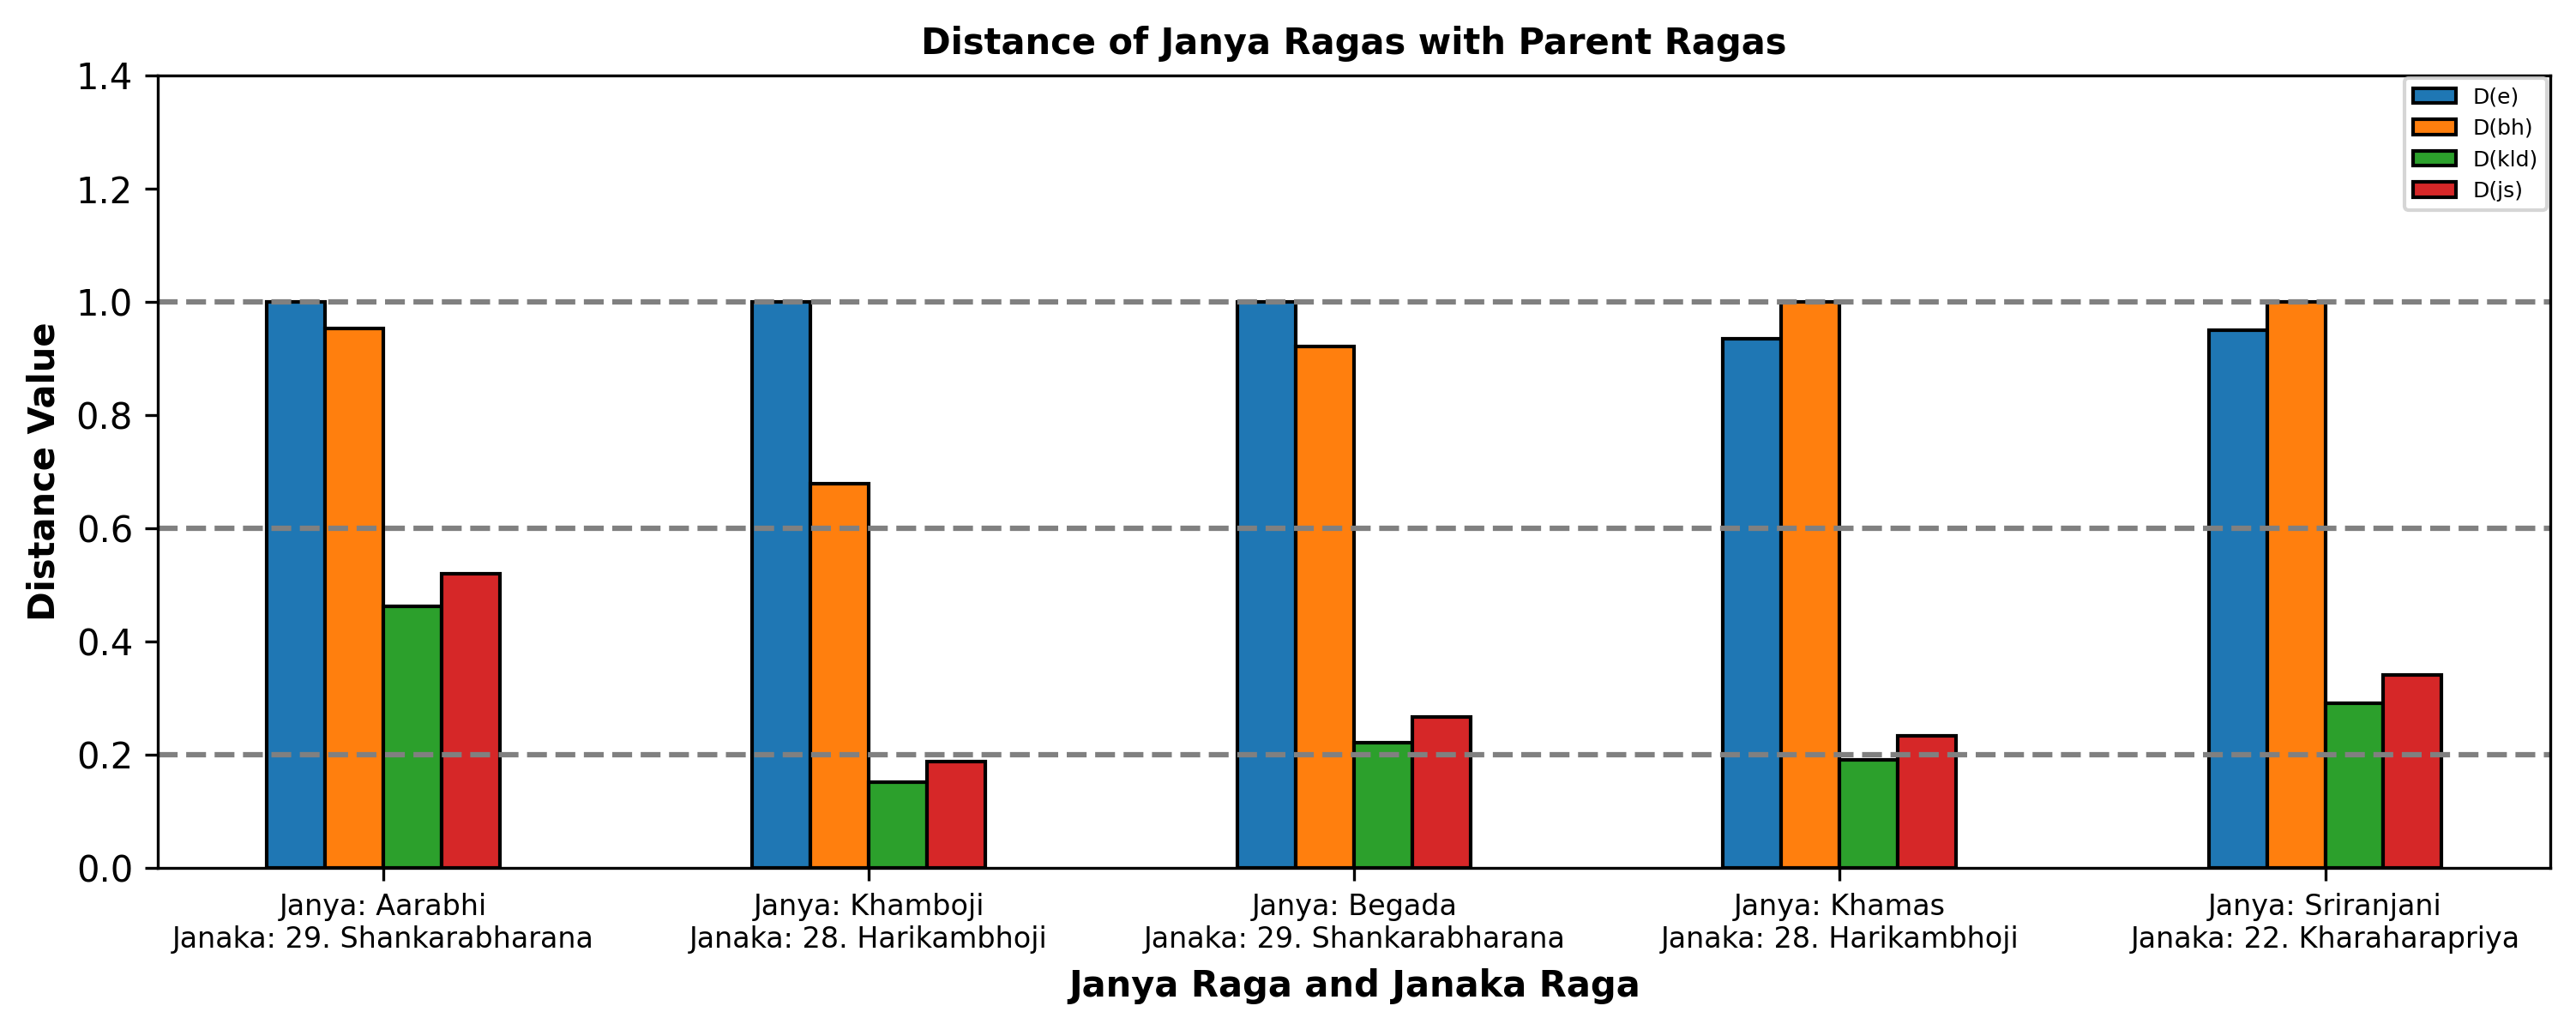 Distance of Janya Ragas with Parent Ragas
1.4
1.2
1.0
0.8
0.6
0.4
0.2
0.0
Distance Value
D(e)
D(bh)
D(kld)
D(js)
Janya: Aarabhi
Janaka: 29. Shankarabharana
Janya: Khamboji
Janaka: 28. Harikambhoji
Janya: Begada
Janaka: 29. Shankarabharana
Janya: Khamas
Janaka: 28. Harikambhoji
Janya: Sriranjani
Janaka: 22. Kharaharapriya
Janya Raga and Janaka Raga